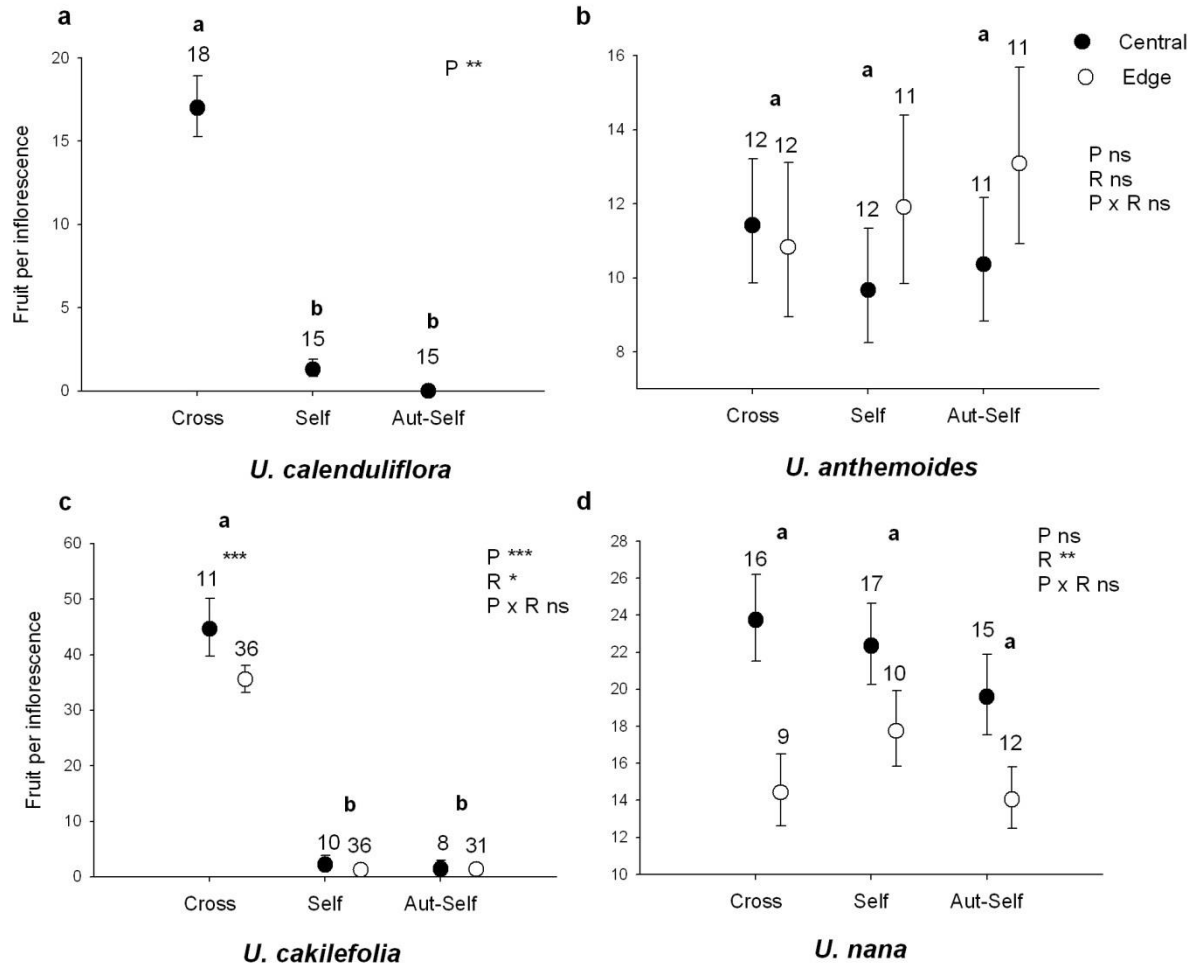 a
a
18
P **
20
15
10
5
0
Fruit per inflorescence
b
15
b
15
Cross Self Aut-Self
U. calenduliflora
b
a
11
Central
Edge
a
11
a
12 12
12
11
P ns
R ns
P x R ns
16
14
12
10
8
Cross Self Aut-Self
U. anthemoides
c
a
***
11
36
P ***
R *
P x R ns
60
50
40
30
20
10
0
Fruit per inflorescence
b
10 36
b
8 31
Cross Self Aut-Self
U. cakilefolia
d
a
a
P ns
R **
P x R ns
16
17
15
a
10
9
12
28
26
24
22
20
18
16
14
12
10
Cross Self Aut-Self
U. nana